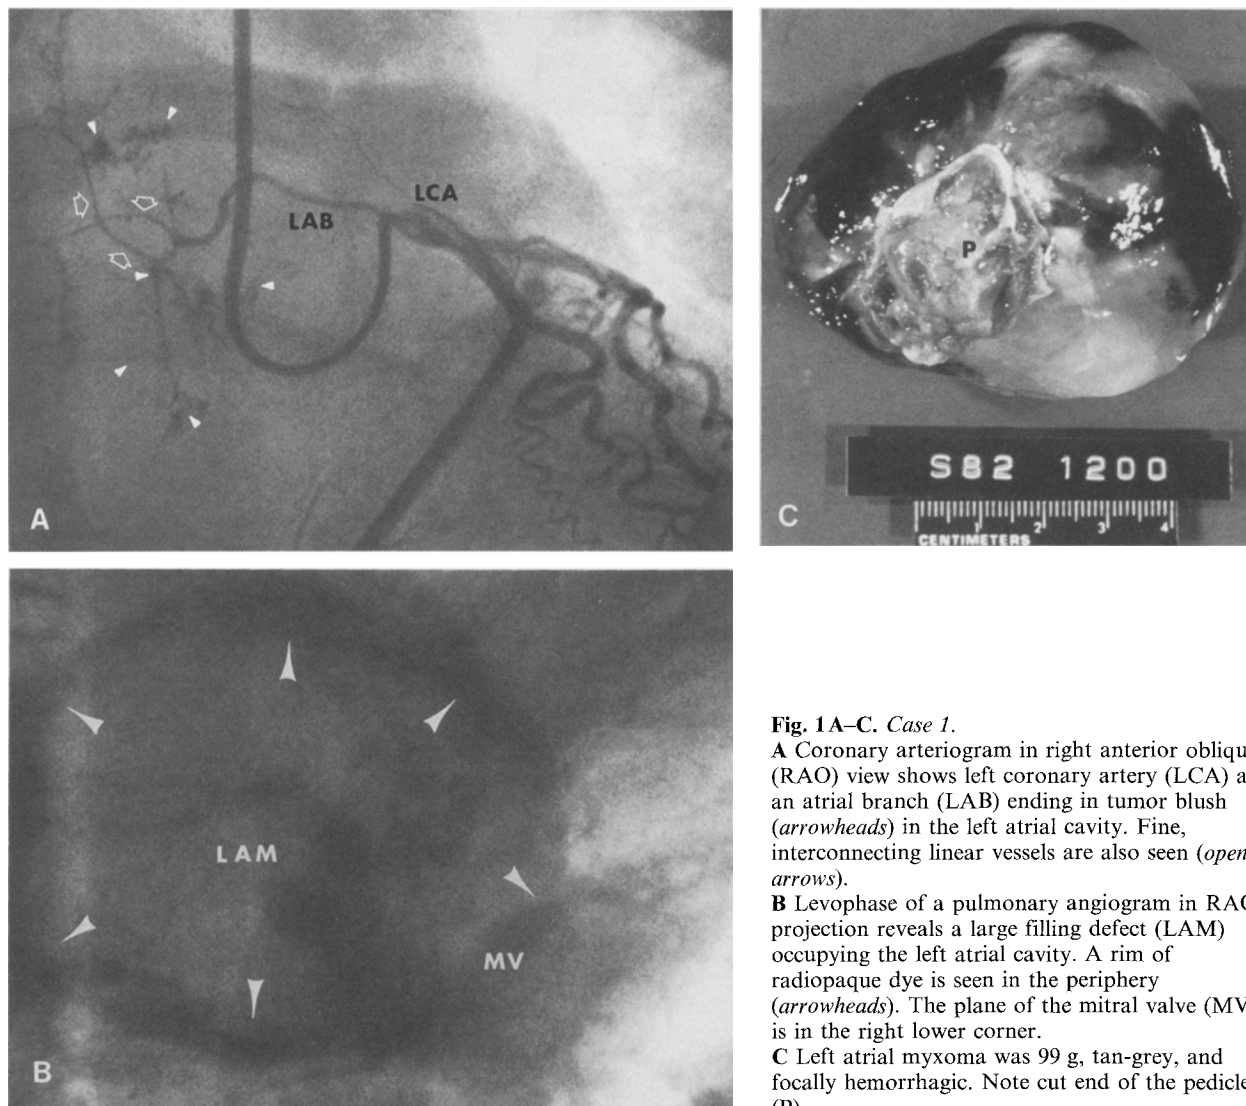 LCA
LAB
A
P
S82 1200
1 2 3 4
CENTIMETERS
C
LAM
MV
B
Fig. 1A–C. Case 1.
A Coronary arteriogram in right anterior obliqu
(RAO) view shows left coronary artery (LCA) a
an atrial branch (LAB) ending in tumor blush
(arrowheads) in the left atrial cavity. Fine,
interconnecting linear vessels are also seen (open
arrows).
B Levophase of a pulmonary angiogram in RAO
projection reveals a large filling defect (LAM)
occupying the left atrial cavity. A rim of
radiopaque dye is seen in the periphery
(arrowheads). The plane of the mitral valve (MV
is in the right lower corner.
C Left atrial myxoma was 99 g, tan-grey, and
focally hemorrhagic. Note cut end of the pedicle